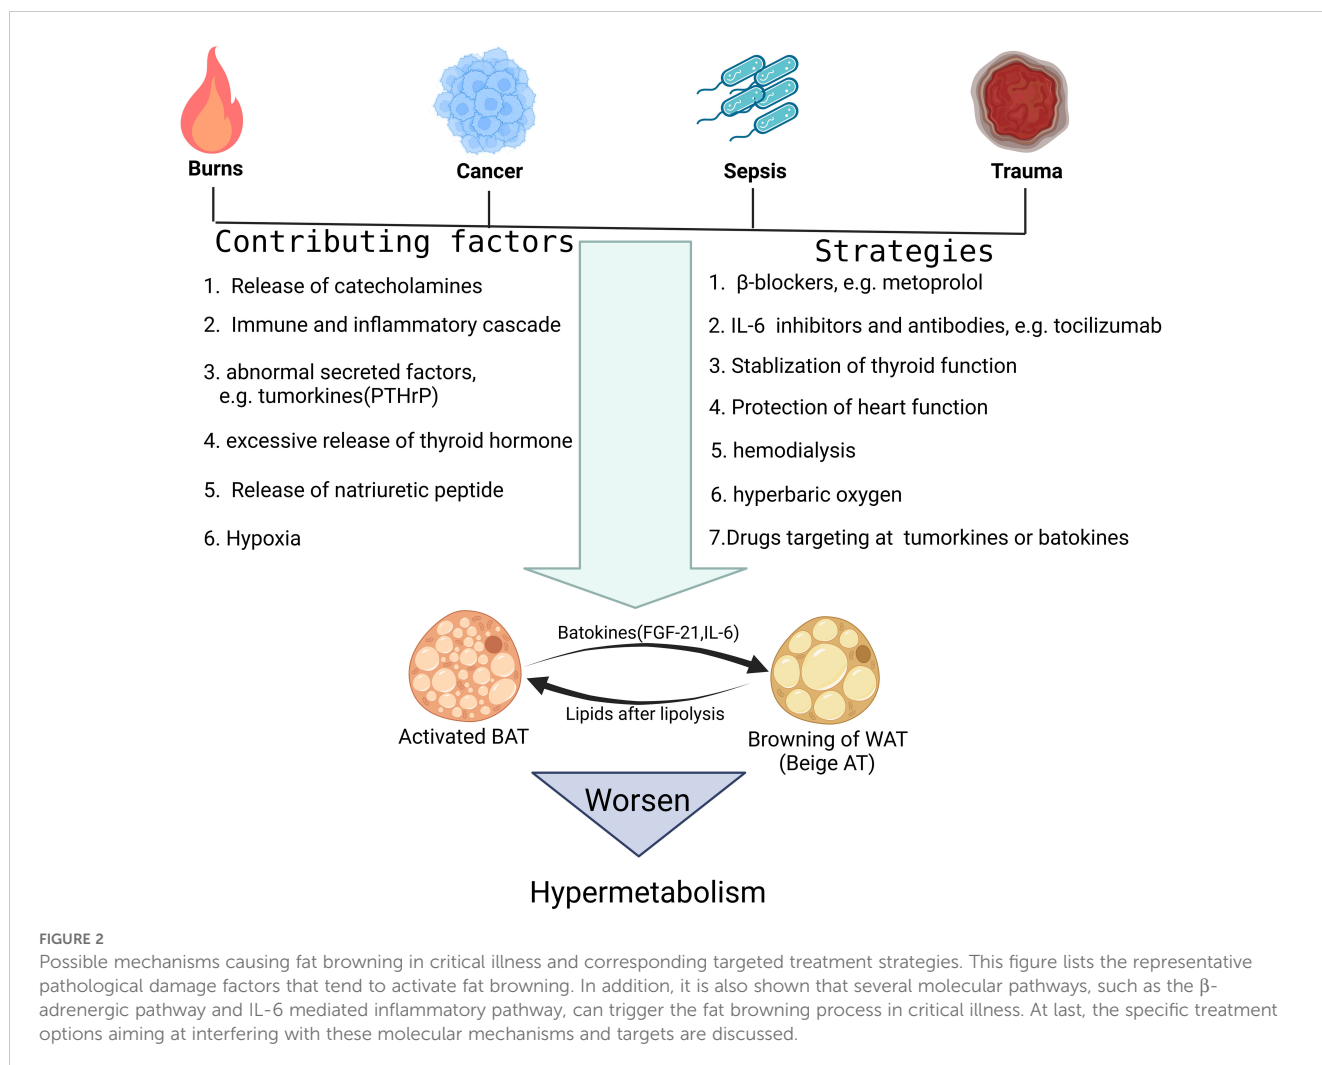 Burns
Cancer
Sepsis
Trauma
Contributing factors
1. Release of catecholamines
2. Immune and inflammatory cascade
3. abnormal secreted factors,
e.g. tumorkines(PTHrP)
4. excessive release of thyroid hormone
5. Release of natriuretic peptide
6. Hypoxia
Strategies
1. β-blockers, e.g. metoprolol
2. IL-6 inhibitors and antibodies, e.g. tocilizumab
3. Stablization of thyroid function
4. Protection of heart function
5. hemodialysis
6. hyperbaric oxygen
7.Drugs targeting at tumorkines or batokines
Batokines(FGF-21,IL-6)
Lipids after lipolysis
Activated BAT
Browning of WAT
(Beige AT)
Worsen
Hypermetabolism
FIGURE 2
Possible mechanisms causing fat browning in critical illness and corresponding targeted treatment strategies. This figure lists the representative
pathological damage factors that tend to activate fat browning. In addition, it is also shown that several molecular pathways, such as the β-
adrenergic pathway and IL-6 mediated inflammatory pathway, can trigger the fat browning process in critical illness. At last, the specific treatment
options aiming at interfering with these molecular mechanisms and targets are discussed.